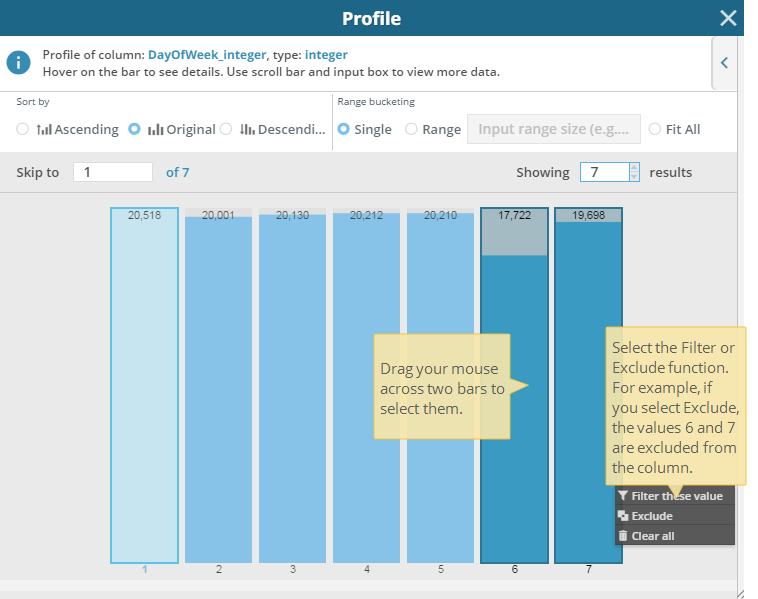 Profile
Profile of column: DayOfWeek_integer, type: integer
Hover on the bar to see details. Use scroll bar and input box to view more data.
Sort by
Ascending Original Descendi...
Range bucketing
Single Range Input range size (e.g.... Fit All
Skip to 1 of 7
Showing 7 results
20,518 20,001 20,130 20,212 20,210 17,722 19,698
Drag your mouse
across two bars to
select them.
Select the Filter or
Exclude function.
For example, if
you select Exclude,
the values 6 and 7
are excluded from
the column.
Filter these value
Exclude
Clear all
1 2 3 4 5 6 7